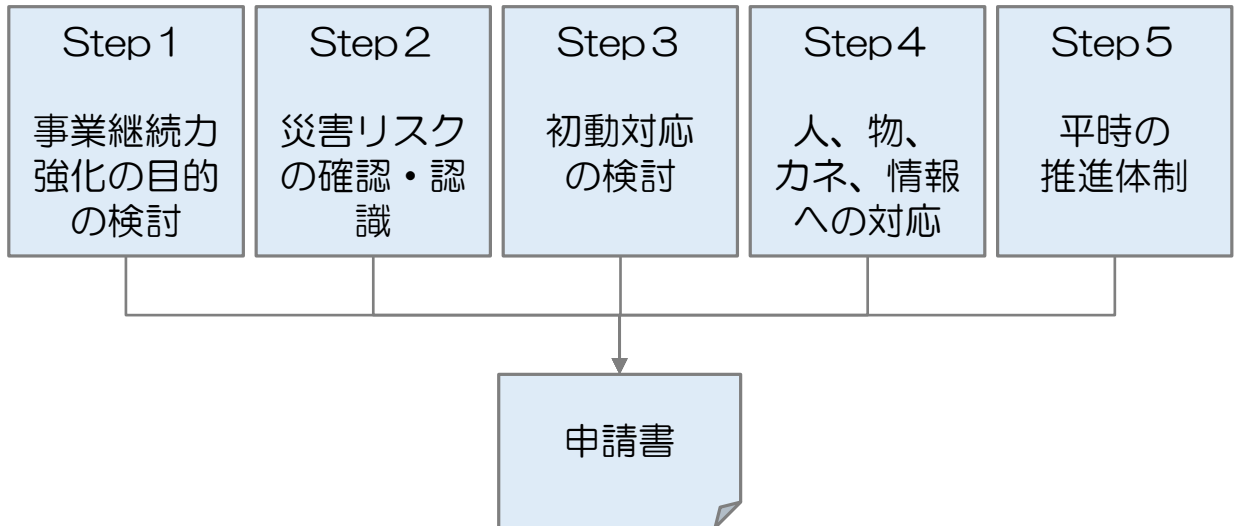 Step１
事業継続力
強化の目的
の検討
Step２
災害リスク
の確認・認
識
Step３
初動対応
の検討
Step４
人、物、
カネ、情報
への対応
Step５
平時の
推進体制
申請書